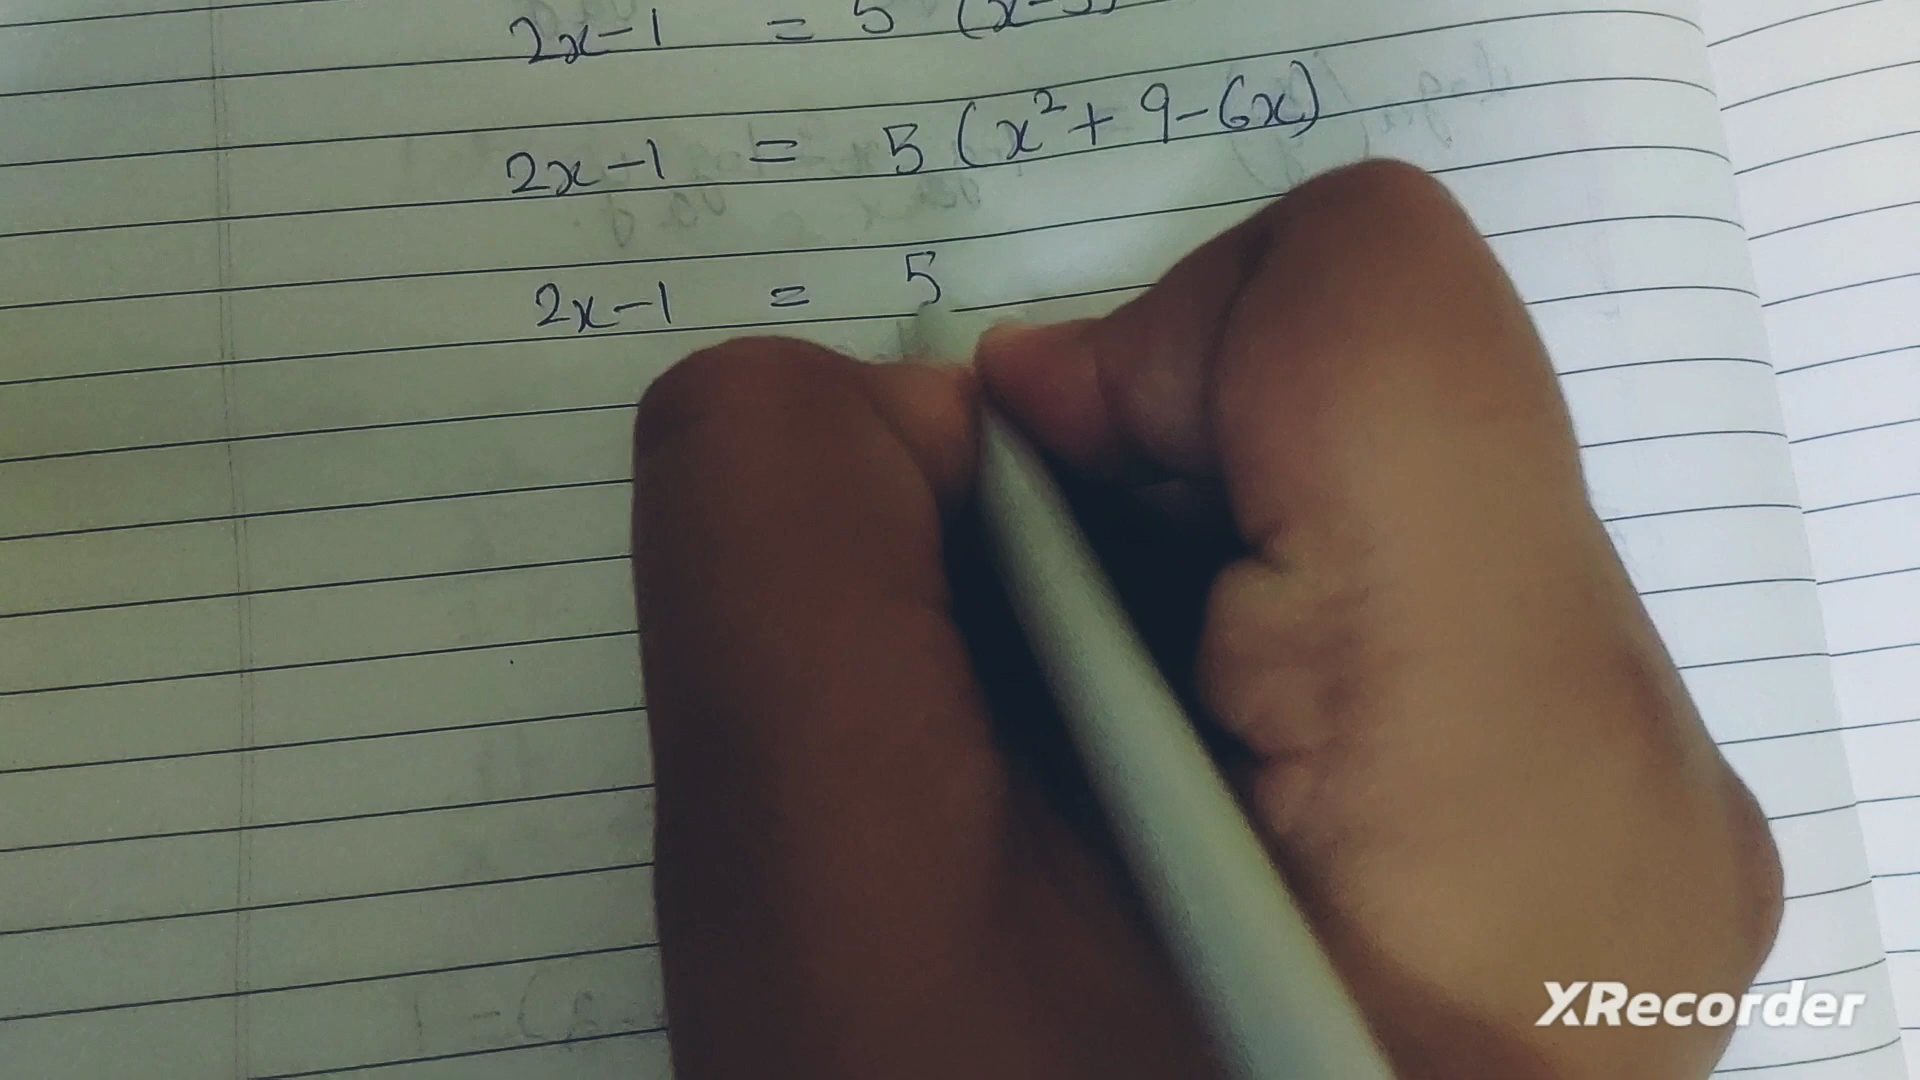 2x-1 = 5 (x-3)
2x-1 = 5 (x²+9-6x)
2x-1 = 5
XRecorder